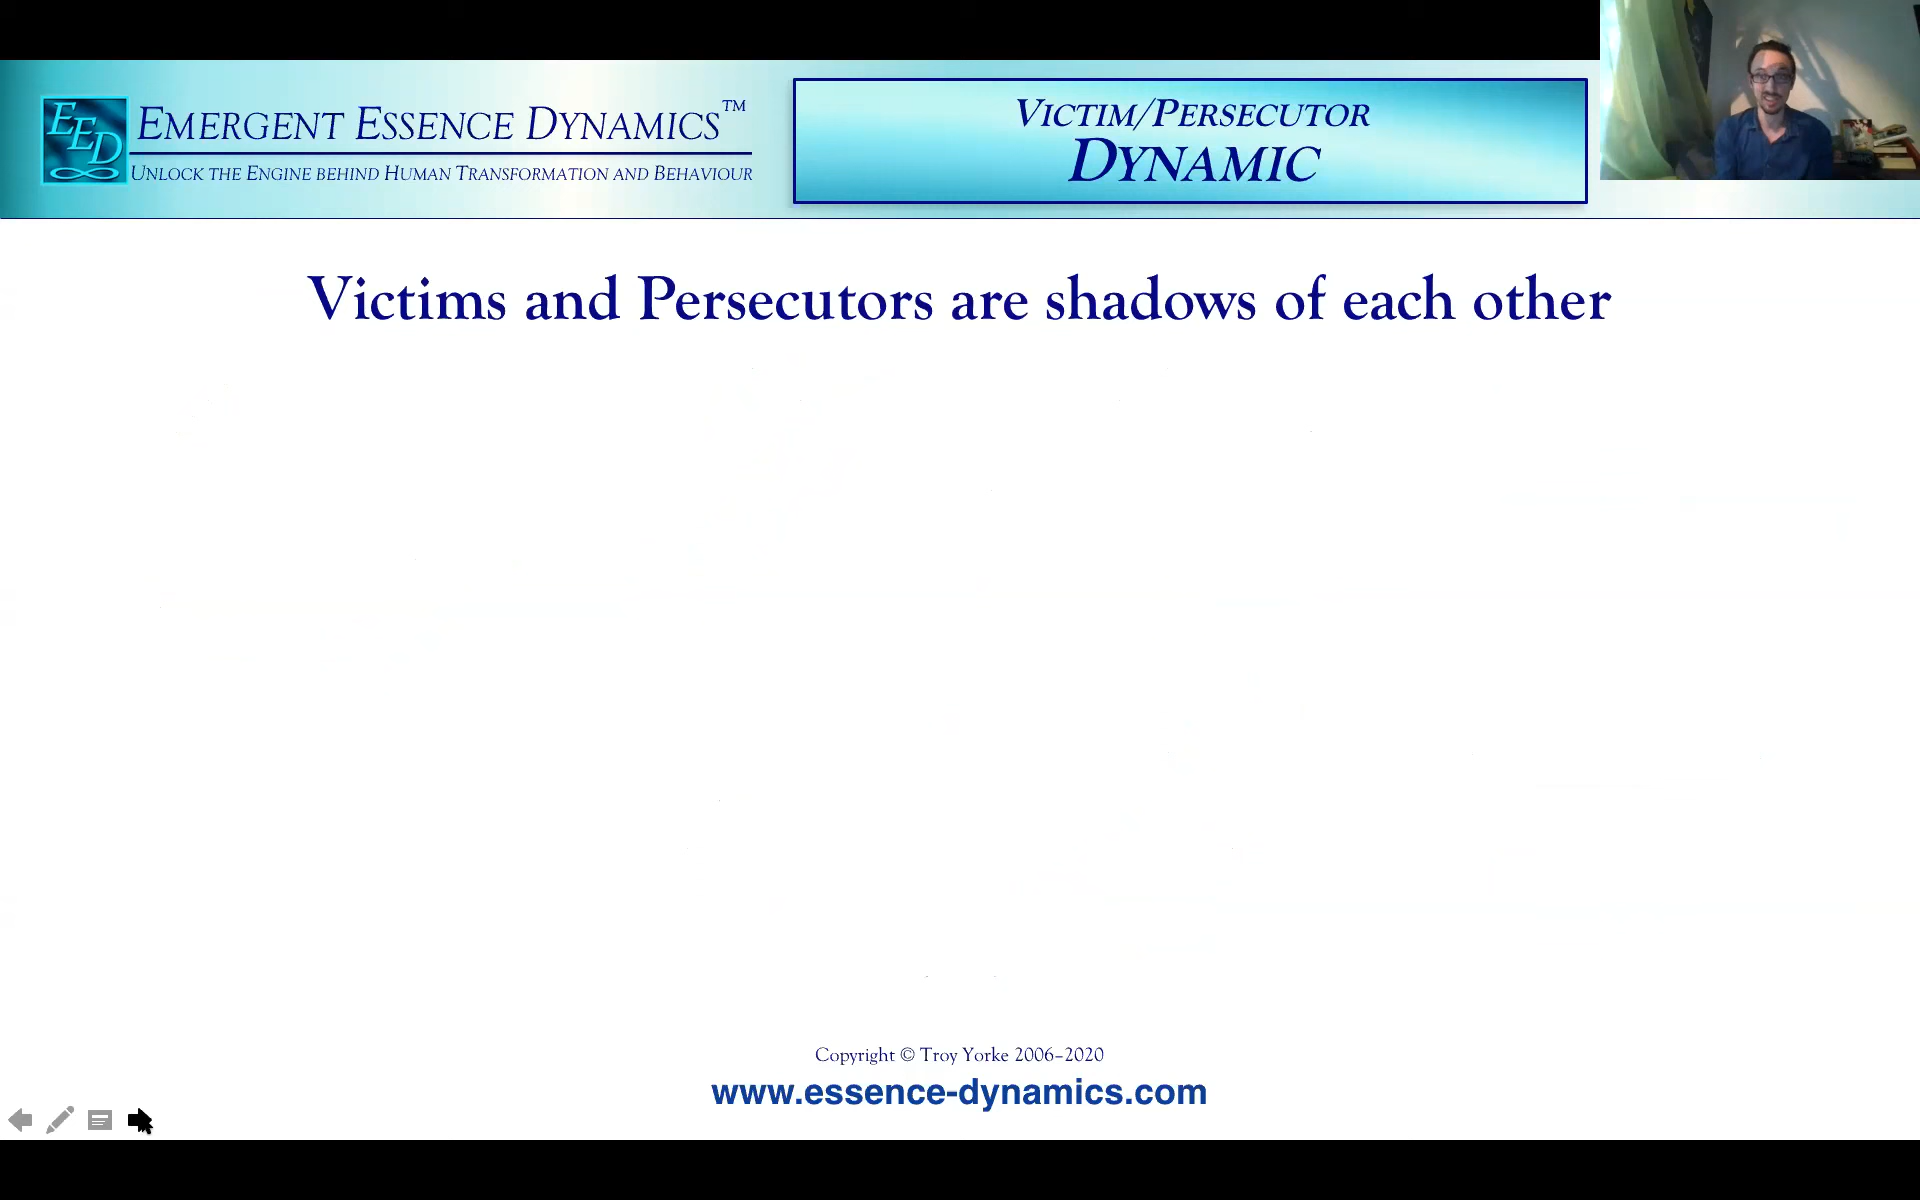 EED
EMERGENT ESSENCE DYNAMICS™
UNLOCK THE ENGINE BEHIND HUMAN TRANSFORMATION AND BEHAVIOUR
VICTIM/PERSECUTOR
DYNAMIC
Victims and Persecutors are shadows of each other
Copyright © Troy Yorke 2006–2020
www.essence-dynamics.com